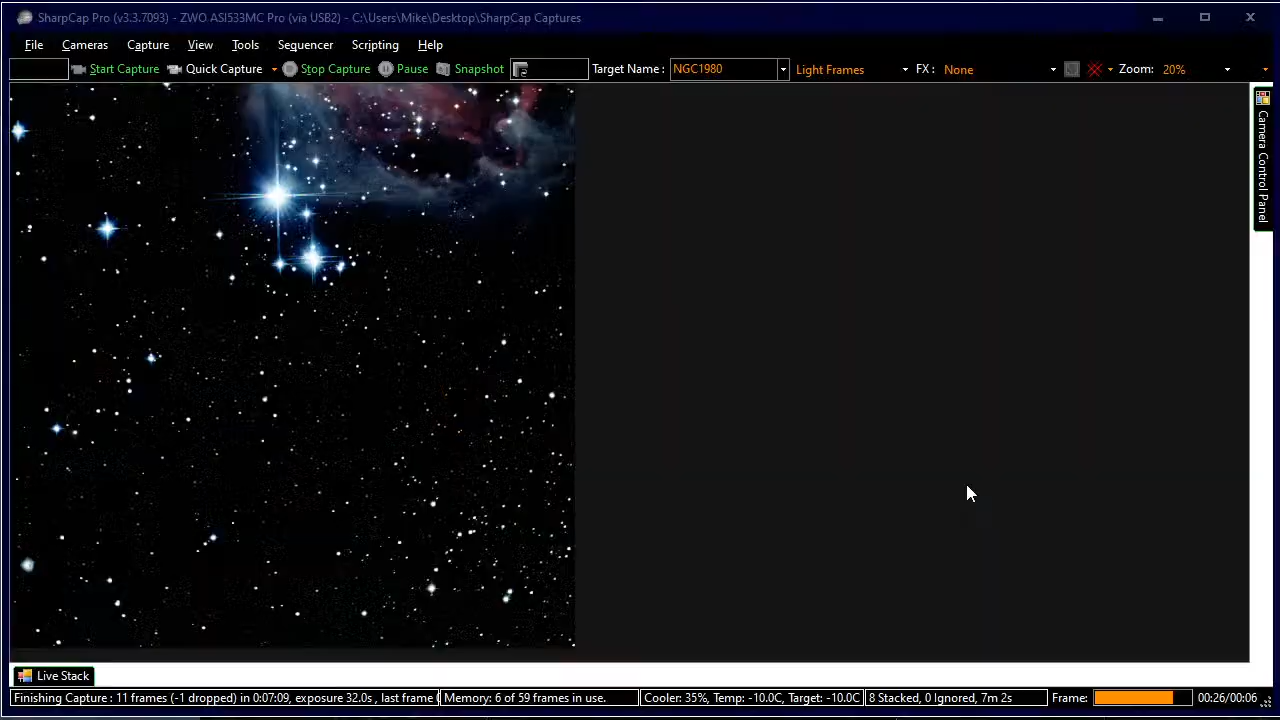 SharpCap Pro (v3.3.7093) - ZWO ASI533MC Pro (via USB2) - C:\Users\Mike\Desktop\SharpCap Captures
File Cameras Capture View Tools Sequencer Scripting Help
Start Capture Quick Capture Stop Capture Pause Snapshot Target Name : NGC1980 Light Frames FX : None Zoom: 20%
Camera Control Panel
Live Stack
Finishing Capture : 11 frames (-1 dropped) in 0:07:09, exposure 32.0s , last frame Memory: 6 of 59 frames in use. Cooler: 35%, Temp: -10.0C, Target: -10.0C 8 Stacked, 0 Ignored, 7m 2s Frame: 00:26/00:06